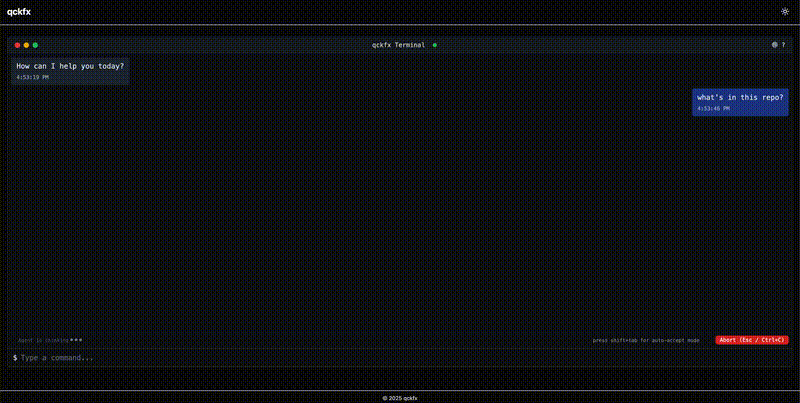 qckfx
qckfx Terminal
?
How can I help you today?
4:53:19 PM
what's in this repo?
4:53:46 PM
Agent is thinking
press shift+tab for auto-accept mode
Abort (Esc / Ctrl+C)
$ Type a command...
© 2025 qckfx